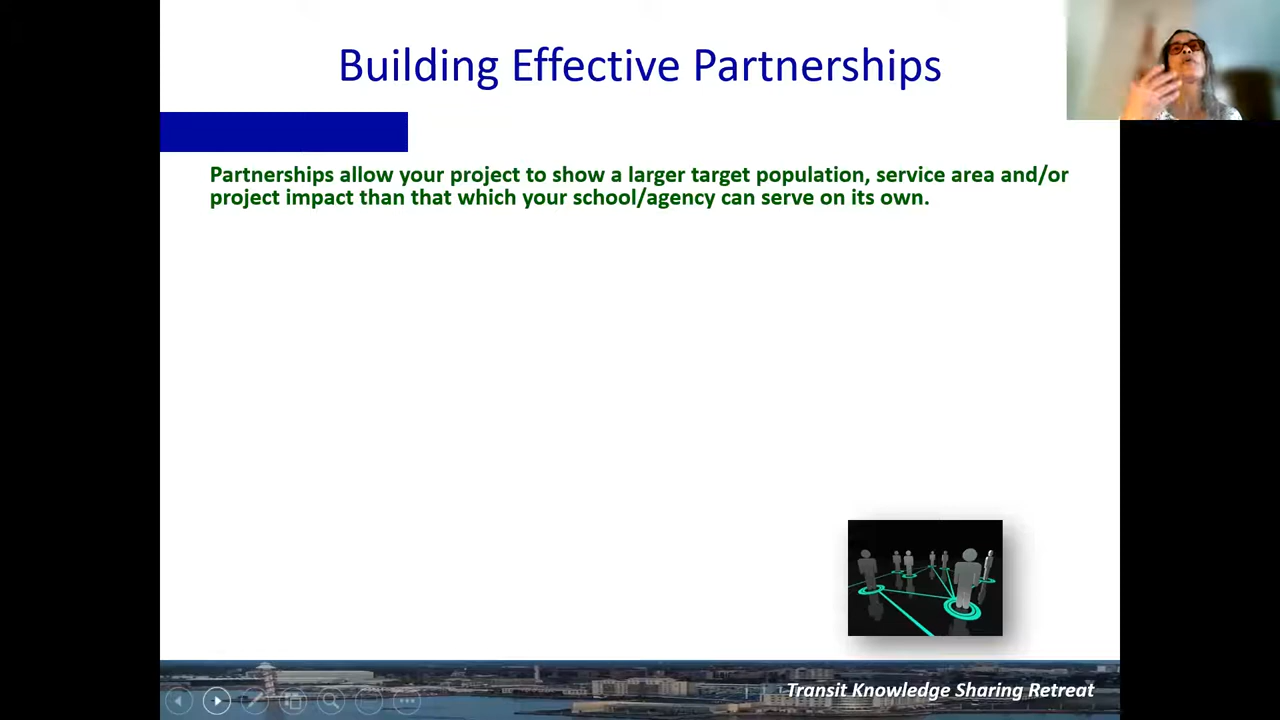 Building Effective Partnerships
Partnerships allow your project to show a larger target population, service area and/or
project impact than that which your school/agency can serve on its own.
Transit Knowledge Sharing Retreat